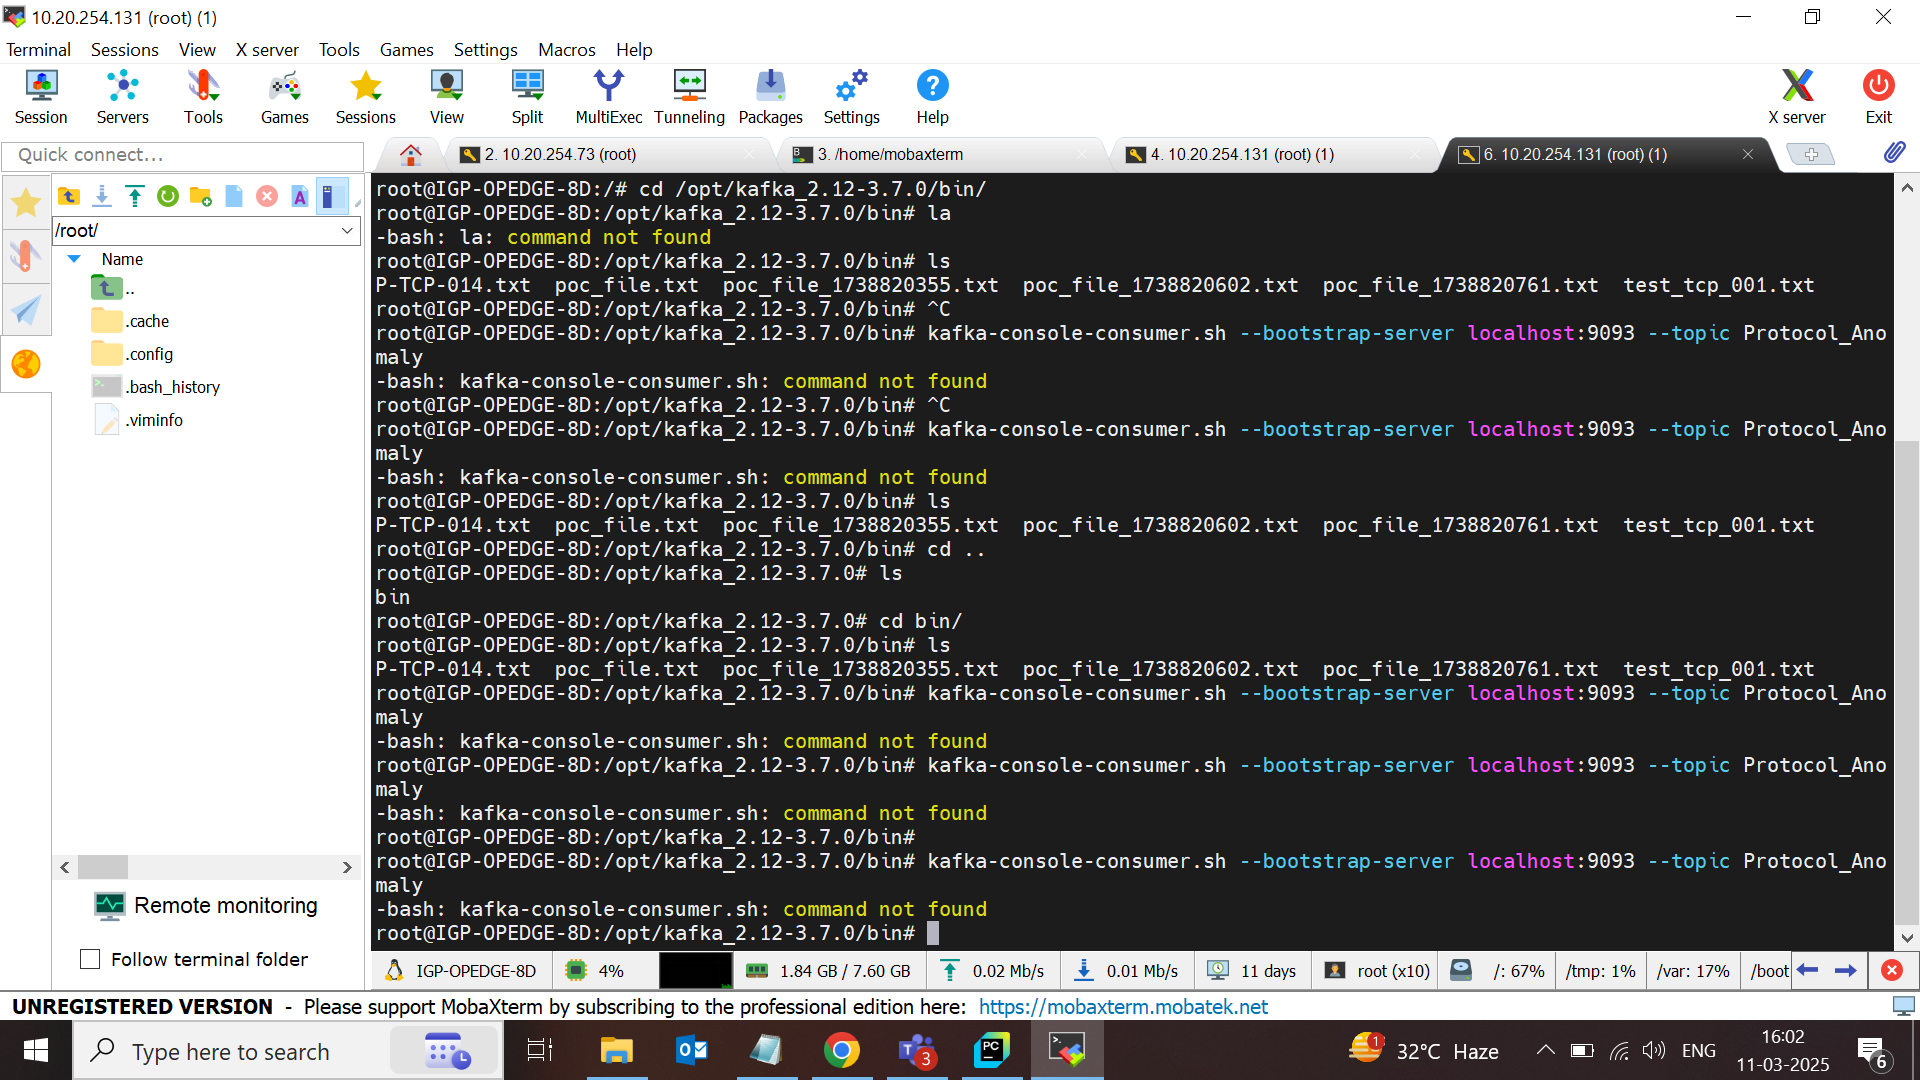 10.20.254.131 (root) (1)
Terminal Sessions View X server Tools Games Settings Macros Help
Session Servers Tools Games Sessions View Split MultiExec Tunneling Packages Settings Help X server Exit
Quick connect...
2. 10.20.254.73 (root)
3. /home/mobaxterm
4. 10.20.254.131 (root) (1)
6. 10.20.254.131 (root) (1)
/root/
Name
..
.cache
.config
.bash_history
.viminfo
Remote monitoring
Follow terminal folder
root@IGP-OPEDGE-8D:/# cd /opt/kafka_2.12-3.7.0/bin/
root@IGP-OPEDGE-8D:/opt/kafka_2.12-3.7.0/bin# la
-bash: la: command not found
root@IGP-OPEDGE-8D:/opt/kafka_2.12-3.7.0/bin# ls
P-TCP-014.txt  poc_file.txt  poc_file_1738820355.txt  poc_file_1738820602.txt  poc_file_1738820761.txt  test_tcp_001.txt
root@IGP-OPEDGE-8D:/opt/kafka_2.12-3.7.0/bin# ^C
root@IGP-OPEDGE-8D:/opt/kafka_2.12-3.7.0/bin# kafka-console-consumer.sh --bootstrap-server localhost:9093 --topic Protocol_Ano
maly
-bash: kafka-console-consumer.sh: command not found
root@IGP-OPEDGE-8D:/opt/kafka_2.12-3.7.0/bin# ^C
root@IGP-OPEDGE-8D:/opt/kafka_2.12-3.7.0/bin# kafka-console-consumer.sh --bootstrap-server localhost:9093 --topic Protocol_Ano
maly
-bash: kafka-console-consumer.sh: command not found
root@IGP-OPEDGE-8D:/opt/kafka_2.12-3.7.0/bin# ls
P-TCP-014.txt  poc_file.txt  poc_file_1738820355.txt  poc_file_1738820602.txt  poc_file_1738820761.txt  test_tcp_001.txt
root@IGP-OPEDGE-8D:/opt/kafka_2.12-3.7.0/bin# cd ..
root@IGP-OPEDGE-8D:/opt/kafka_2.12-3.7.0# ls
bin
root@IGP-OPEDGE-8D:/opt/kafka_2.12-3.7.0# cd bin/
root@IGP-OPEDGE-8D:/opt/kafka_2.12-3.7.0/bin# ls
P-TCP-014.txt  poc_file.txt  poc_file_1738820355.txt  poc_file_1738820602.txt  poc_file_1738820761.txt  test_tcp_001.txt
root@IGP-OPEDGE-8D:/opt/kafka_2.12-3.7.0/bin# kafka-console-consumer.sh --bootstrap-server localhost:9093 --topic Protocol_Ano
maly
-bash: kafka-console-consumer.sh: command not found
root@IGP-OPEDGE-8D:/opt/kafka_2.12-3.7.0/bin# kafka-console-consumer.sh --bootstrap-server localhost:9093 --topic Protocol_Ano
maly
-bash: kafka-console-consumer.sh: command not found
root@IGP-OPEDGE-8D:/opt/kafka_2.12-3.7.0/bin#
root@IGP-OPEDGE-8D:/opt/kafka_2.12-3.7.0/bin# kafka-console-consumer.sh --bootstrap-server localhost:9093 --topic Protocol_Ano
maly
-bash: kafka-console-consumer.sh: command not found
root@IGP-OPEDGE-8D:/opt/kafka_2.12-3.7.0/bin#
IGP-OPEDGE-8D 4% 1.84 GB / 7.60 GB 0.02 Mb/s 0.01 Mb/s 11 days root (x10) /: 67% /tmp: 1% /var: 17% /boot
UNREGISTERED VERSION - Please support MobaXterm by subscribing to the professional edition here: https://mobaxterm.mobatek.net
Type here to search
PC
3
1
32°C Haze
ENG
16:02
11-03-2025
6